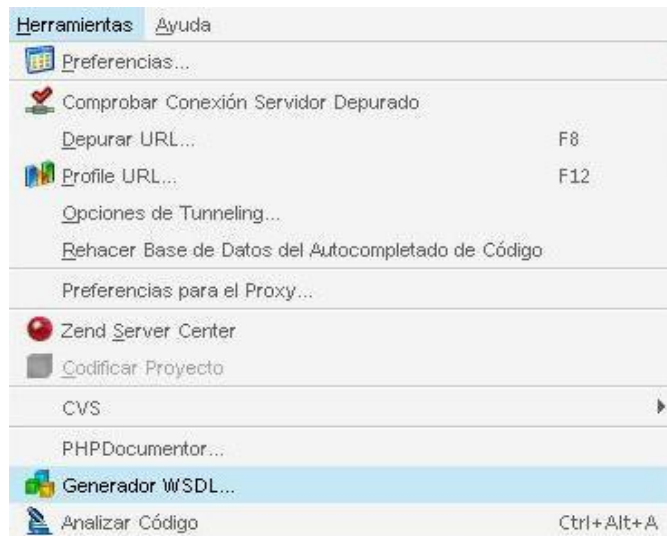 Herramientas Ayuda
Preferencias...
Comprobar Conexión Servidor Depurado
Depurar URL... F8
Profile URL... F12
Opciones de Tunneling...
Rehacer Base de Datos del Autocompletado de Código
Preferencias para el Proxy...
Zend Server Center
Codificar Proyecto
CVS
PHPDocumentor...
Generador WSDL...
Analizar Código Ctrl+Alt+A